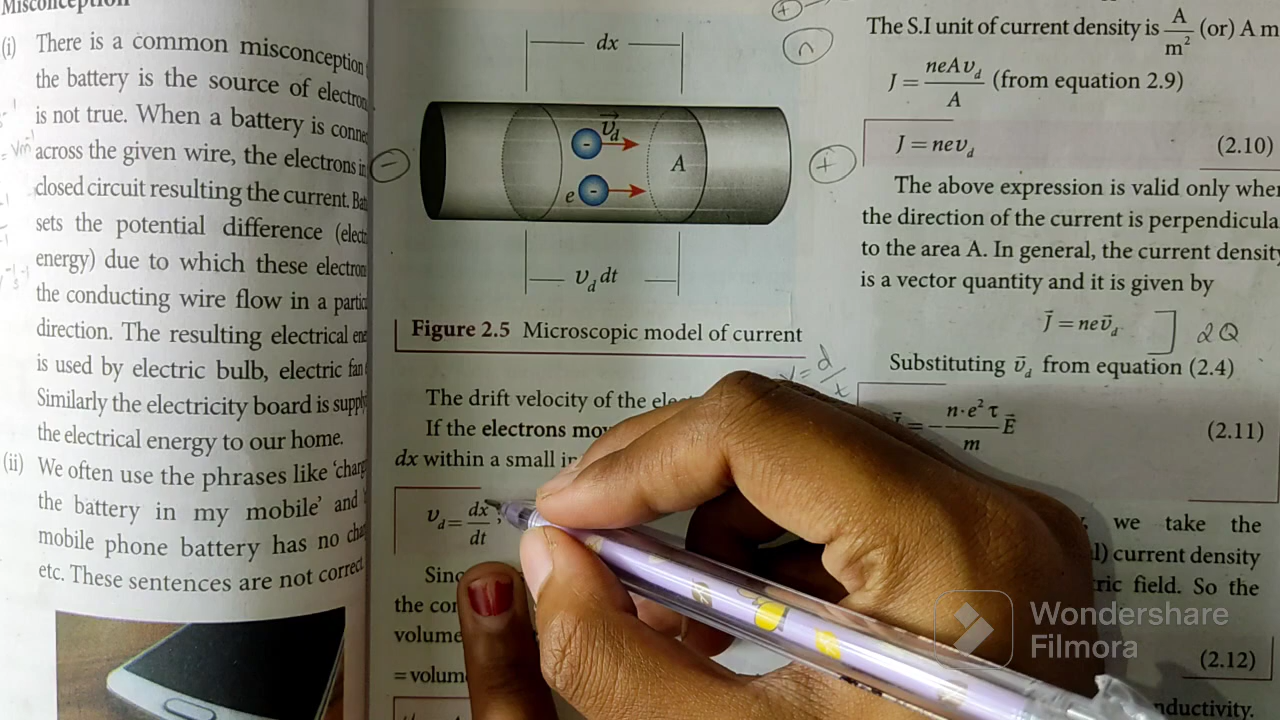 Misconception
(i) There is a common misconception
the battery is the source of electron
is not true. When a battery is conne
across the given wire, the electrons in
closed circuit resulting the current. Bat
sets the potential difference (elect
energy) due to which these electron
the conducting wire flow in a partic
direction. The resulting electrical ene
is used by electric bulb, electric fan
Similarly the electricity board is supply
the electrical energy to our home.
(ii) We often use the phrases like ‘charg
the battery in my mobile’ and
mobile phone battery has no cha
etc. These sentences are not correct.
dx
n
v⃗d
A
e
- +
vd dt
Figure 2.5 Microscopic model of current
v = d/t
The drift velocity of the elec
If the electrons mov
dx within a small in
vd = dx/dt ;
Sinc
the con
volume
= volum
The S.I unit of current density is A/m² (or) A m
J = neAvd/A (from equation 2.9)
J = nevd (2.10)
The above expression is valid only when
the direction of the current is perpendicula
to the area A. In general, the current density
is a vector quantity and it is given by
J⃗ = nev⃗d ] 2Q
Substituting v⃗d from equation (2.4)
= - n·e²τ/m E⃗ (2.11)
we take the
l) current density
ric field. So the
(2.12)
nductivity.
Wondershare
Filmora